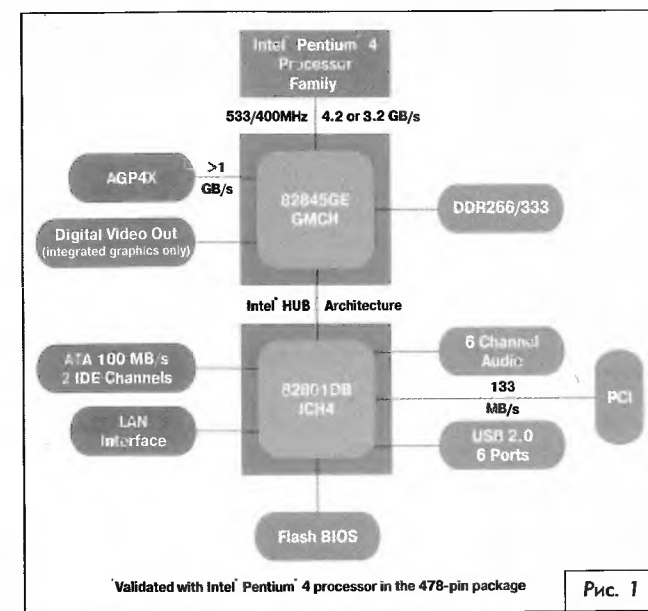 Intel® Pentium® 4
Processor
Family
533/400MHz 4.2 or 3.2 GB/s
AGP4X
>1
GB/s
82845GE
GMCH
DDR266/333
Digital Video Out
(integrated graphics only)
Intel® HUB Architecture
ATA 100 MB/s
2 IDE Channels
6 Channel
Audio
82801DB
ICH4
133
MB/s
PCI
LAN
Interface
USB 2.0
6 Ports
Flash BIOS
*Validated with Intel® Pentium® 4 processor in the 478-pin package
Рис. 1